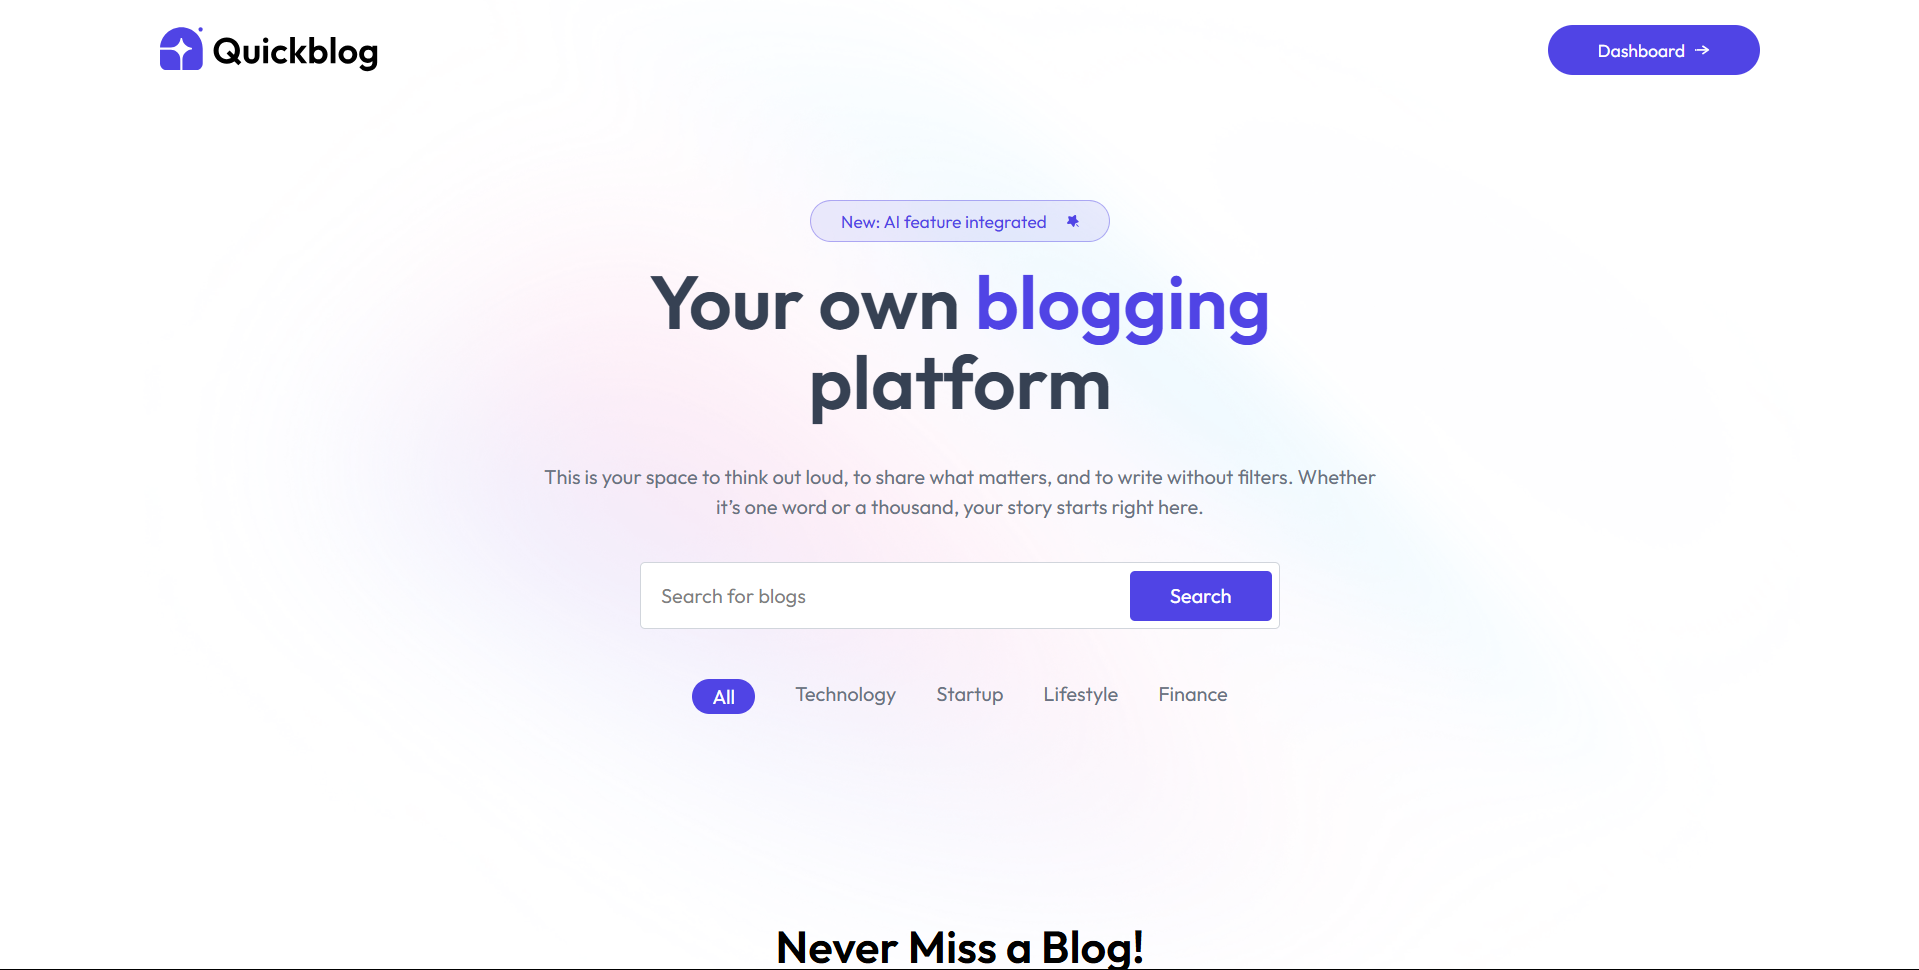 Quickblog
Dashboard →
New: AI feature integrated
Your own blogging
platform
This is your space to think out loud, to share what matters, and to write without filters. Whether
it’s one word or a thousand, your story starts right here.
Search for blogs
Search
All
Technology
Startup
Lifestyle
Finance
Never Miss a Blog!